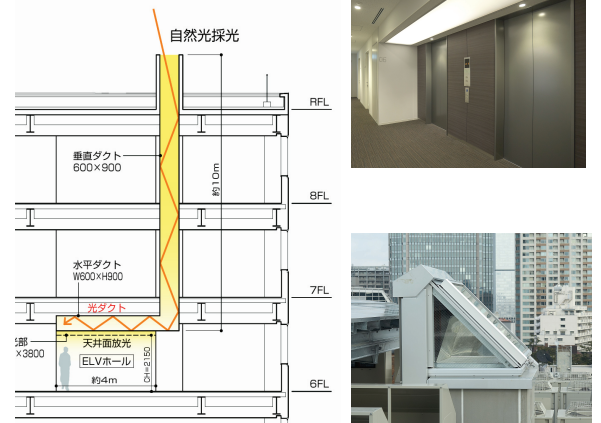 自然光採光
RFL
垂直ダクト
600×900
約10m
8FL
水平ダクト
W600×H900
光ダクト
7FL
部
×3800
天井面放光
ELVホール
CH=2150
約4m
6FL